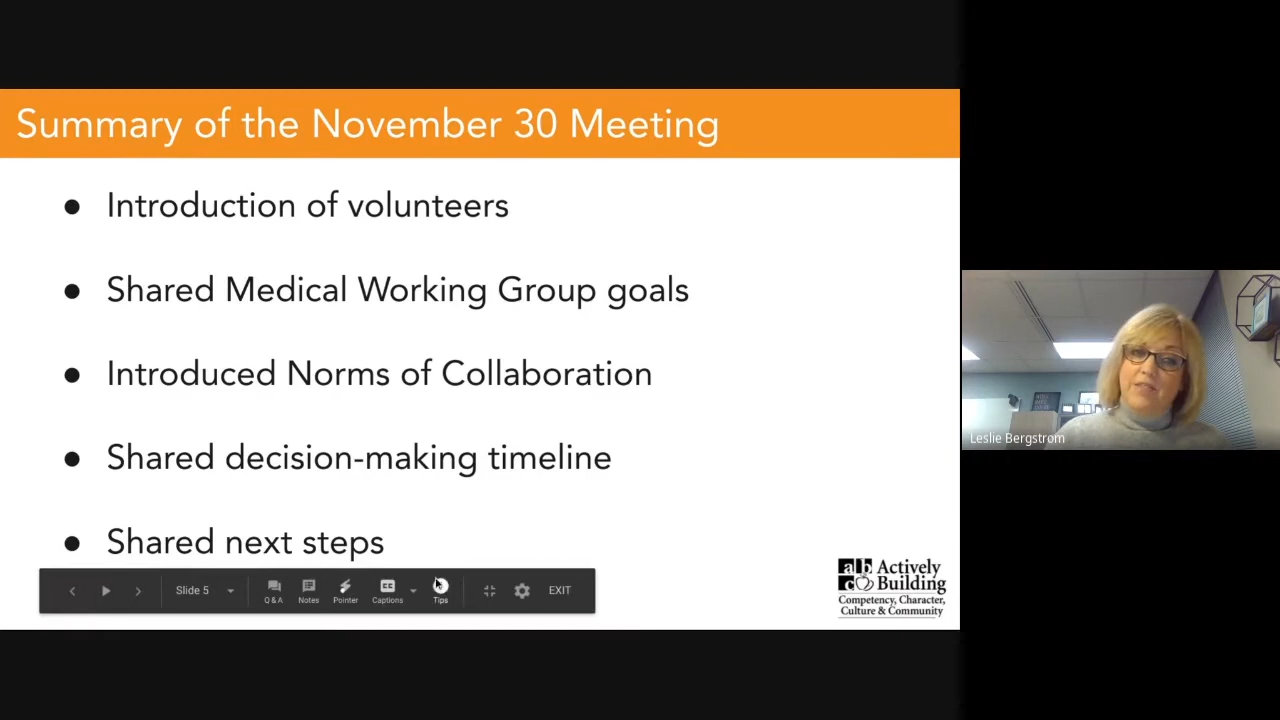 Summary of the November 30 Meeting
● Introduction of volunteers
● Shared Medical Working Group goals
● Introduced Norms of Collaboration
● Shared decision-making timeline
● Shared next steps
Slide 5
Q & A
Notes
Pointer
CC
Captions
Tips
EXIT
ab Actively
c Building
Competency, Character,
Culture & Community
Leslie Bergstrom